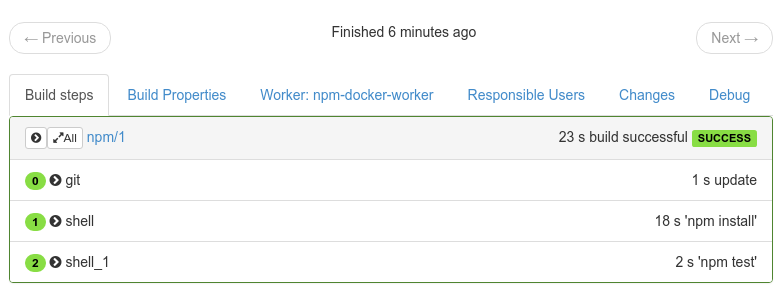 ← Previous
Finished 6 minutes ago
Next →
Build steps Build Properties Worker: npm-docker-worker Responsible Users Changes Debug
All npm/1 23 s build successful SUCCESS
0 git 1 s update
1 shell 18 s 'npm install'
2 shell_1 2 s 'npm test'